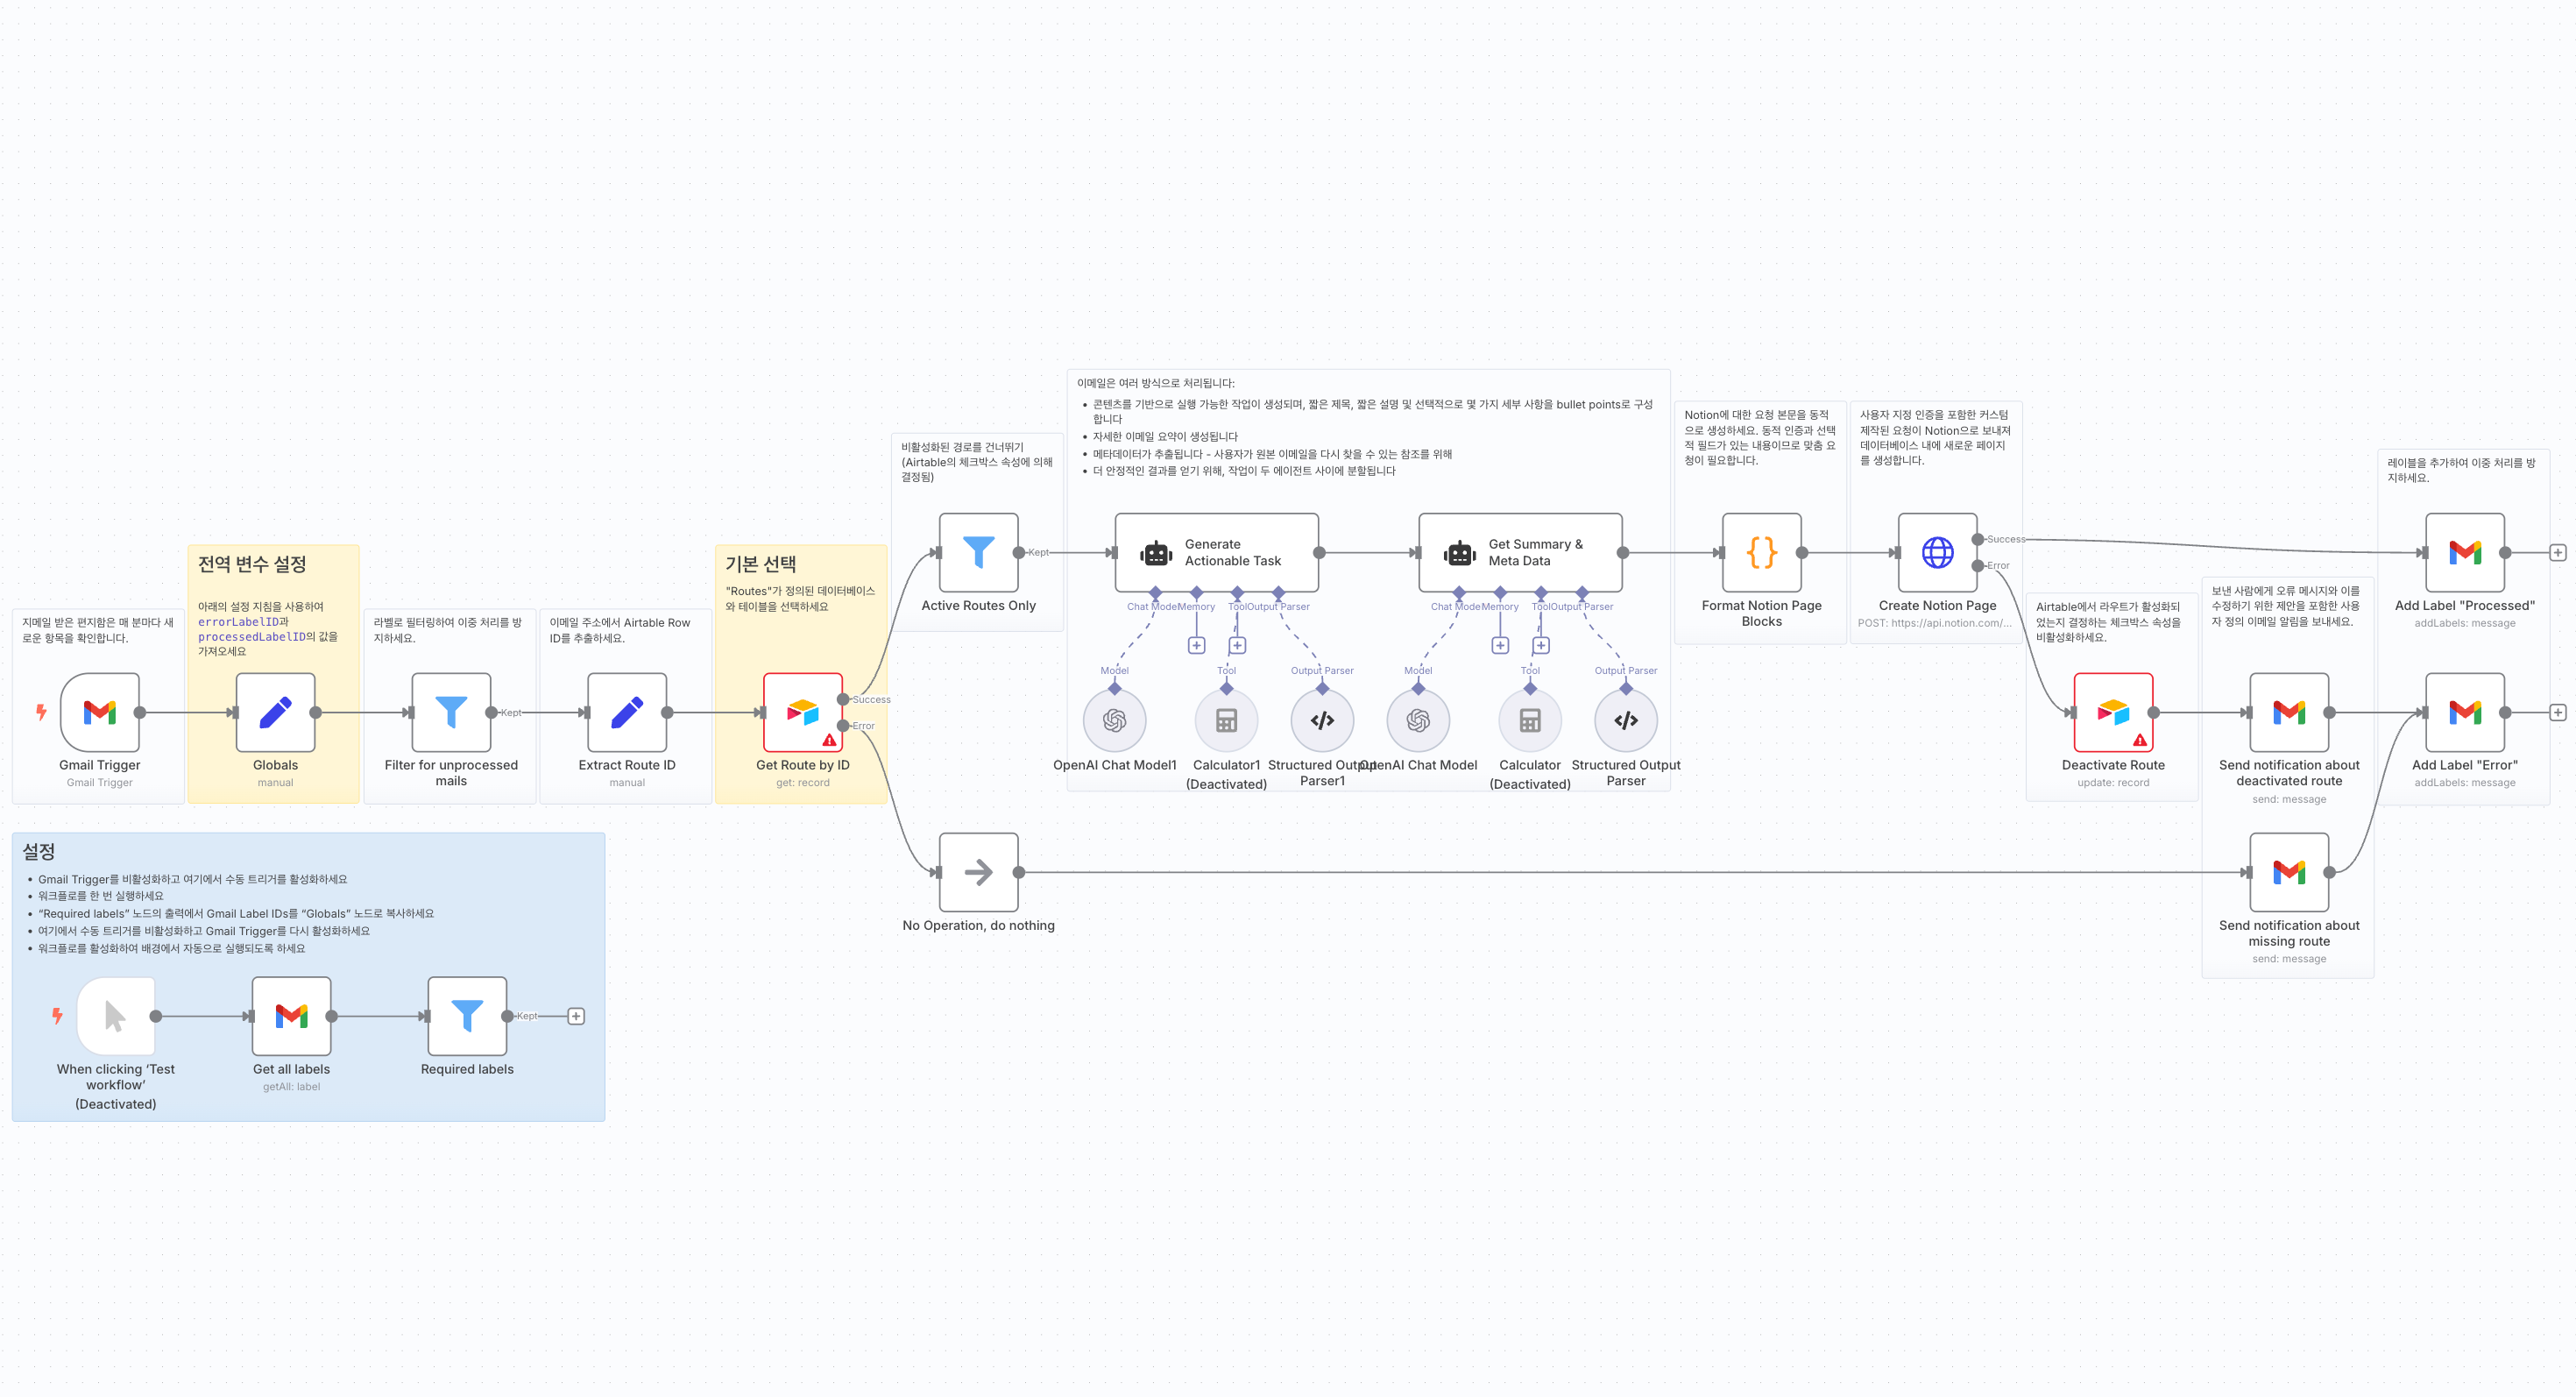 이메일은 여러 방식으로 처리됩니다:
• 콘텐츠를 기반으로 실행 가능한 작업이 생성되며, 짧은 제목, 짧은 설명 및 선택적으로 몇 가지 세부 사항을 bullet points로 구성
합니다
• 자세한 이메일 요약이 생성됩니다
• 메타데이터가 추출됩니다 - 사용자가 원본 이메일을 다시 찾을 수 있는 참조를 위해
• 더 안정적인 결과를 얻기 위해, 작업이 두 에이전트 사이에 분할됩니다
지메일 받은 편지함은 매 분마다 새
로운 항목을 확인합니다.
Gmail Trigger
Gmail Trigger
전역 변수 설정
아래의 설정 지침을 사용하여
errorLabelID과
processedLabelID의 값을
가져오세요
Globals
manual
라벨로 필터링하여 이중 처리를 방
지하세요.
Kept
Filter for unprocessed
mails
이메일 주소에서 Airtable Row
ID를 추출하세요.
Extract Route ID
manual
기본 선택
"Routes"가 정의된 데이터베이스
와 테이블을 선택하세요
Success
Error
Get Route by ID
get: record
비활성화된 경로를 건너뛰기
(Airtable의 체크박스 속성에 의해
결정됨)
Kept
Active Routes Only
No Operation, do nothing
Generate
Actionable Task
Chat Model
Memory
Tool
Output Parser
Model
Tool
Output Parser
OpenAI Chat Model1
Calculator1
(Deactivated)
Structured Output
Parser1
Get Summary &
Meta Data
Chat Model
Memory
Tool
Output Parser
Model
Tool
Output Parser
OpenAI Chat Model
Calculator
(Deactivated)
Structured Output
Parser
Notion에 대한 요청 본문을 동적
으로 생성하세요. 동적 인증과 선택
적 필드가 있는 내용이므로 맞춤 요
청이 필요합니다.
Format Notion Page
Blocks
사용자 지정 인증을 포함한 커스텀
제작된 요청이 Notion으로 보내져
데이터베이스 내에 새로운 페이지
를 생성합니다.
Success
Error
Create Notion Page
POST: https://api.notion.com/...
Airtable에서 라우트가 활성화되
었는지 결정하는 체크박스 속성을
비활성화하세요.
Deactivate Route
update: record
보낸 사람에게 오류 메시지와 이를
수정하기 위한 제안을 포함한 사용
자 정의 이메일 알림을 보내세요.
Send notification about
deactivated route
send: message
Send notification about
missing route
send: message
레이블을 추가하여 이중 처리를 방
지하세요.
Add Label "Processed"
addLabels: message
Add Label "Error"
addLabels: message
설정
• Gmail Trigger를 비활성화하고 여기에서 수동 트리거를 활성화하세요
• 워크플로를 한 번 실행하세요
• “Required labels” 노드의 출력에서 Gmail Label IDs를 “Globals” 노드로 복사하세요
• 여기에서 수동 트리거를 비활성화하고 Gmail Trigger를 다시 활성화하세요
• 워크플로를 활성화하여 배경에서 자동으로 실행되도록 하세요
When clicking ‘Test
workflow’
(Deactivated)
Get all labels
getAll: label
Kept
Required labels